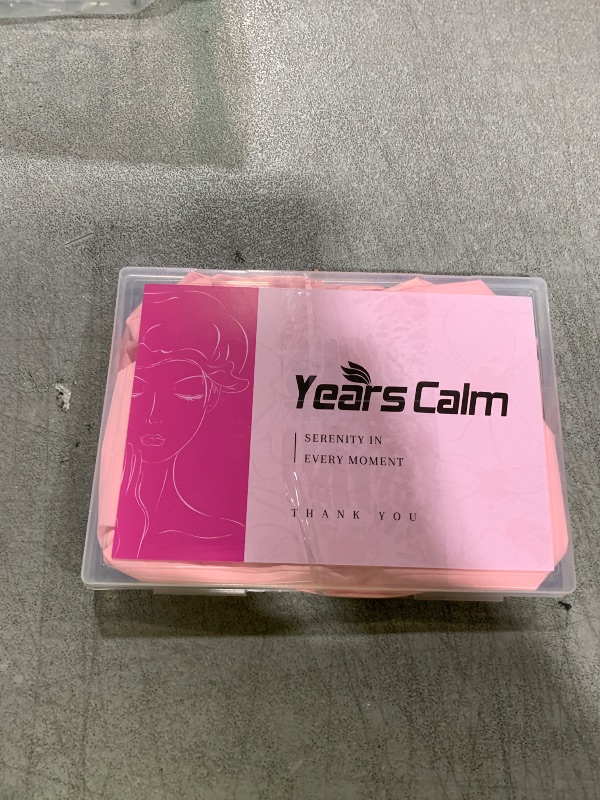 Years Calm
SERENITY IN
EVERY MOMENT
THANK YOU